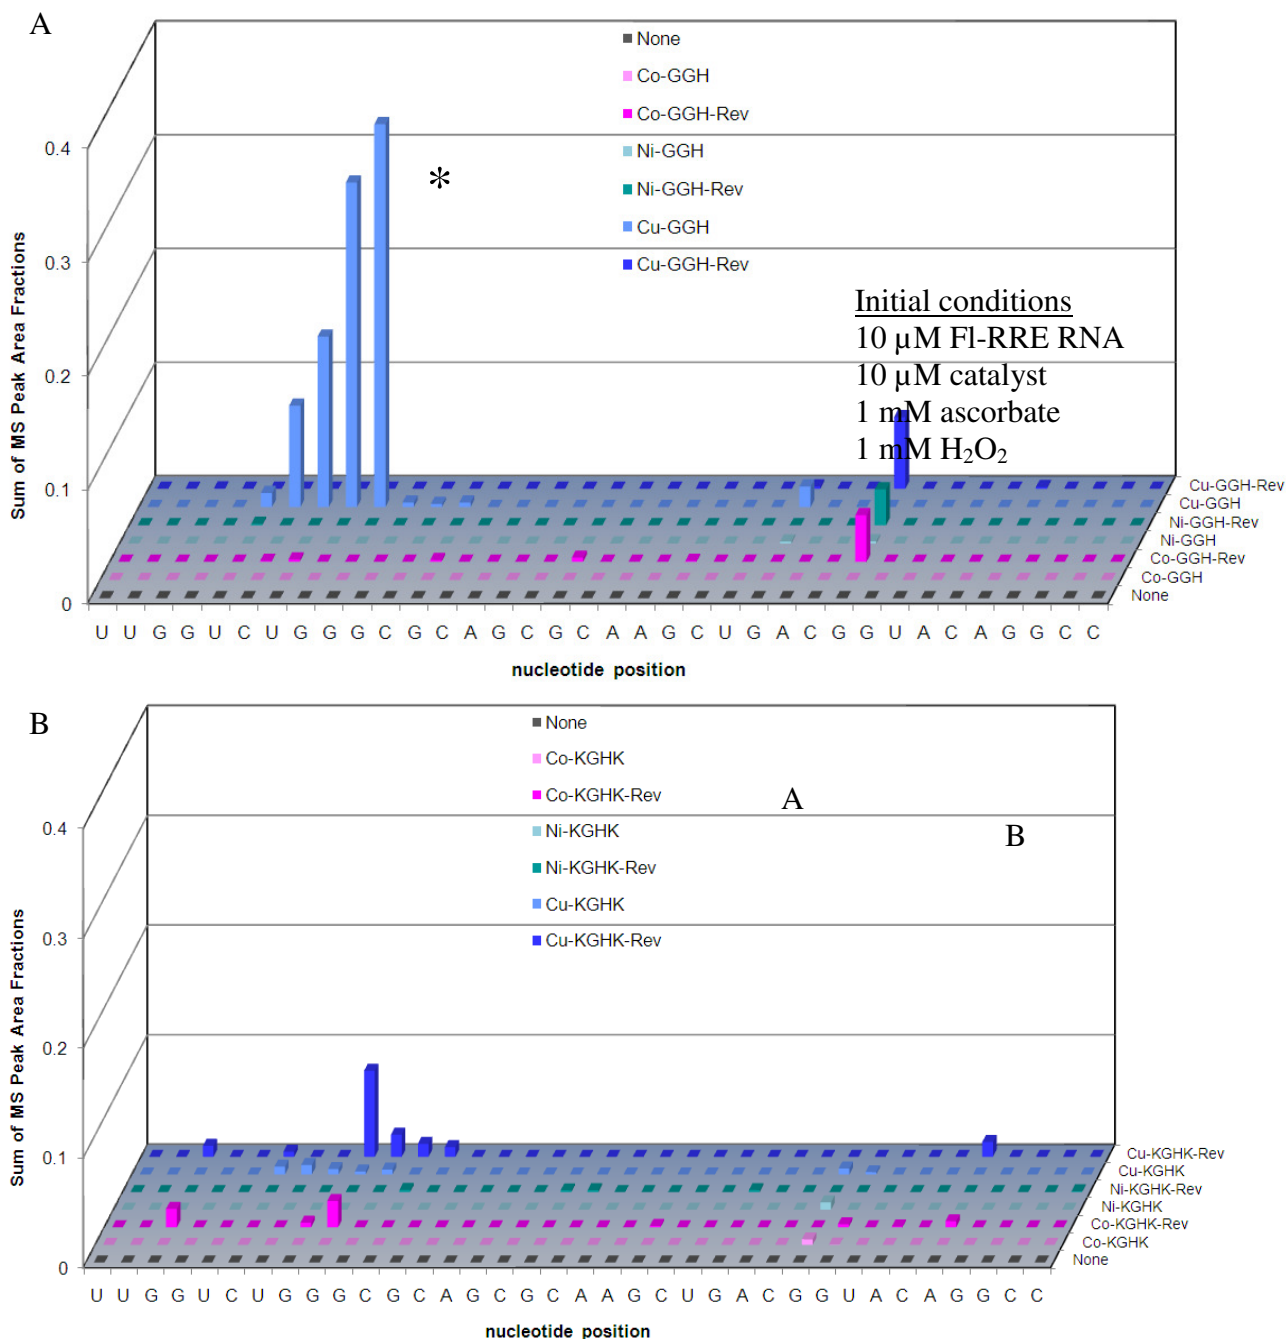 A
None
Co-GGH
Co-GGH-Rev
Ni-GGH
Ni-GGH-Rev
Cu-GGH
Cu-GGH-Rev
*
Initial conditions
10 µM Fl-RRE RNA
10 µM catalyst
1 mM ascorbate
1 mM H₂O₂
Sum of MS Peak Area Fractions
0.4
0.3
0.2
0.1
0
Cu-GGH-Rev
Cu-GGH
Ni-GGH-Rev
Ni-GGH
Co-GGH-Rev
Co-GGH
None
U U G G U C U G G G C G C A G C G C A A G C U G A C G G U A C A G G C C
nucleotide position
B
None
Co-KGHK
Co-KGHK-Rev
Ni-KGHK
Ni-KGHK-Rev
Cu-KGHK
Cu-KGHK-Rev
A
B
Sum of MS Peak Area Fractions
0.4
0.3
0.2
0.1
0
Cu-KGHK-Rev
Cu-KGHK
Ni-KGHK-Rev
Ni-KGHK
Co-KGHK-Rev
Co-KGHK
None
U U G G U C U G G G C G C A G C G C A A G C U G A C G G U A C A G G C C
nucleotide position